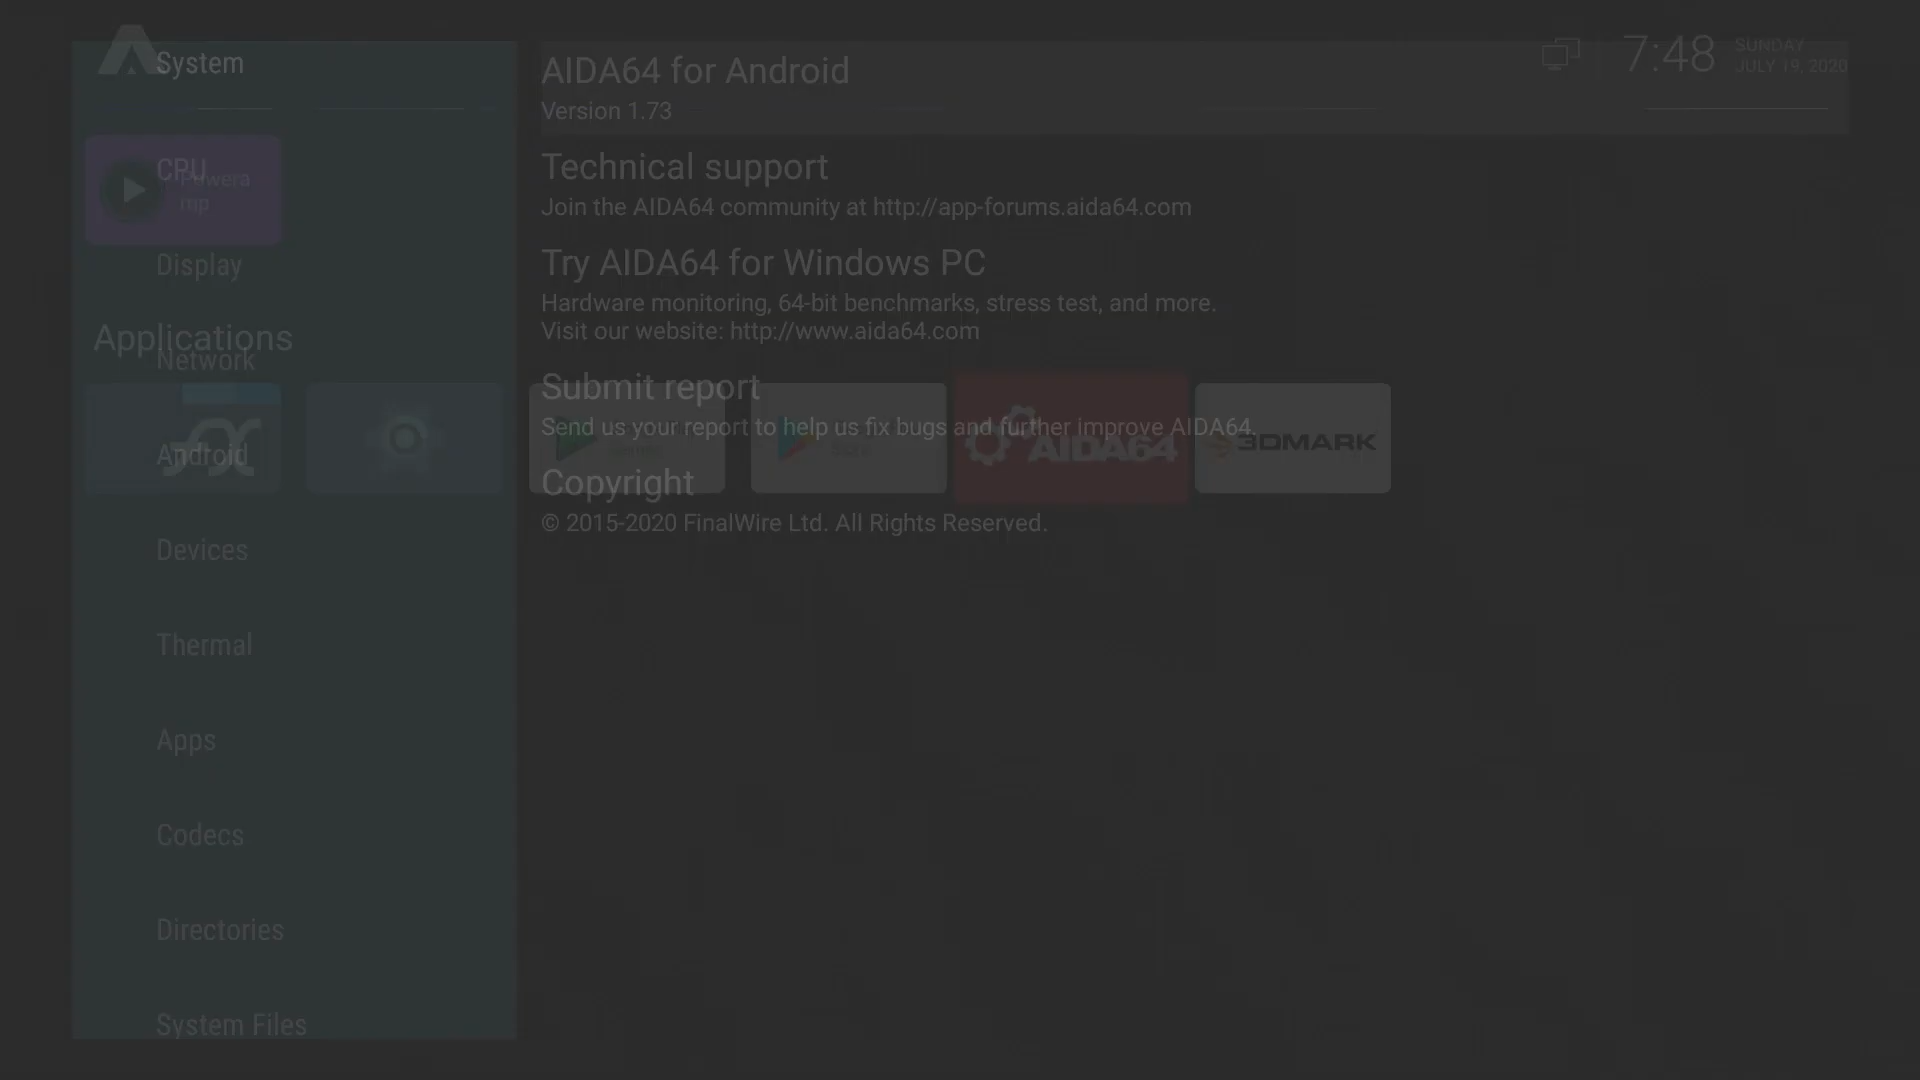 System
CPU
Display
Network
Android
Devices
Thermal
Apps
Codecs
Directories
System Files
AIDA64 for Android
Version 1.73
Technical support
Join the AIDA64 community at http://app-forums.aida64.com
Try AIDA64 for Windows PC
Hardware monitoring, 64-bit benchmarks, stress test, and more.
Visit our website: http://www.aida64.com
Submit report
Send us your report to help us fix bugs and further improve AIDA64.
Copyright
© 2015-2020 FinalWire Ltd. All Rights Reserved.
7:48
SUNDAY
JULY 19, 2020
Powera
mp
Applications
AIDA64
3DMARK